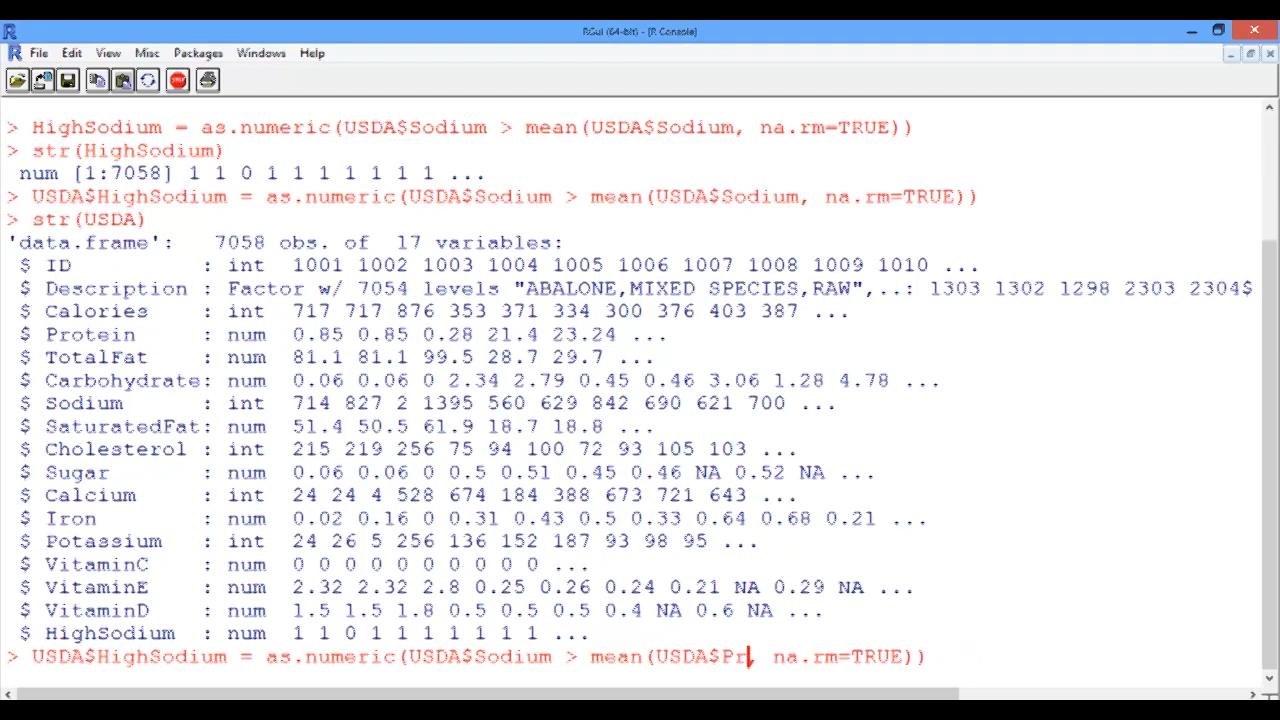 RGui (64-bit) - [R Console]
File Edit View Misc Packages Windows Help
STOP
> HighSodium = as.numeric(USDA$Sodium > mean(USDA$Sodium, na.rm=TRUE))
> str(HighSodium)
 num [1:7058] 1 1 0 1 1 1 1 1 1 1 ...
> USDA$HighSodium = as.numeric(USDA$Sodium > mean(USDA$Sodium, na.rm=TRUE))
> str(USDA)
'data.frame':   7058 obs. of  17 variables:
 $ ID           : int  1001 1002 1003 1004 1005 1006 1007 1008 1009 1010 ...
 $ Description  : Factor w/ 7054 levels "ABALONE,MIXED SPECIES,RAW",..: 1303 1302 1298 2303 2304$
 $ Calories     : int  717 717 876 353 371 334 300 376 403 387 ...
 $ Protein      : num  0.85 0.85 0.28 21.4 23.24 ...
 $ TotalFat     : num  81.1 81.1 99.5 28.7 29.7 ...
 $ Carbohydrate: num  0.06 0.06 0 2.34 2.79 0.45 0.46 3.06 1.28 4.78 ...
 $ Sodium       : int  714 827 2 1395 560 629 842 690 621 700 ...
 $ SaturatedFat: num  51.4 50.5 61.9 18.7 18.8 ...
 $ Cholesterol  : int  215 219 256 75 94 100 72 93 105 103 ...
 $ Sugar        : num  0.06 0.06 0 0.5 0.51 0.45 0.46 NA 0.52 NA ...
 $ Calcium      : int  24 24 4 528 674 184 388 673 721 643 ...
 $ Iron         : num  0.02 0.16 0 0.31 0.43 0.5 0.33 0.64 0.68 0.21 ...
 $ Potassium    : int  24 26 5 256 136 152 187 93 98 95 ...
 $ VitaminC     : num  0 0 0 0 0 0 0 0 0 0 ...
 $ VitaminE     : num  2.32 2.32 2.8 0.25 0.26 0.24 0.21 NA 0.29 NA ...
 $ VitaminD     : num  1.5 1.5 1.8 0.5 0.5 0.5 0.4 NA 0.6 NA ...
 $ HighSodium   : num  1 1 0 1 1 1 1 1 1 1 ...
> USDA$HighSodium = as.numeric(USDA$Sodium > mean(USDA$Pr, na.rm=TRUE))